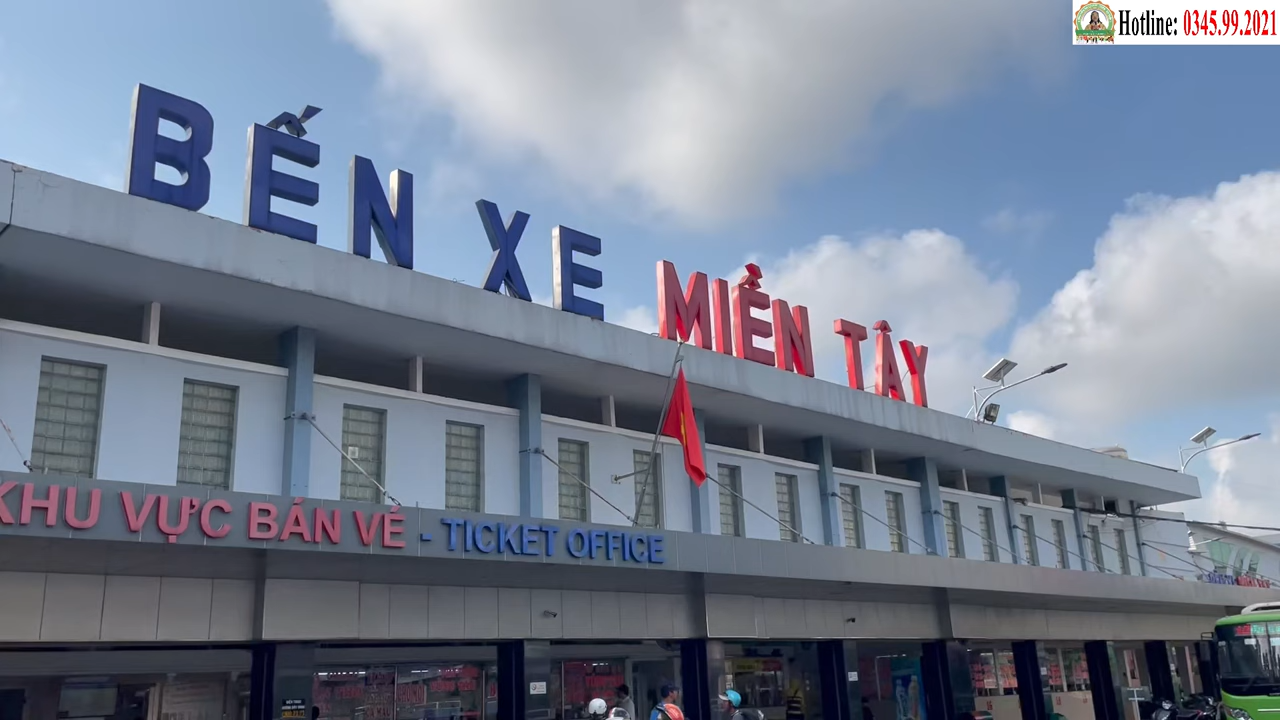 Hotline: 0345.99.2021
BẾN XE MIỀN TÂY
KHU VỰC BÁN VÉ - TICKET OFFICE